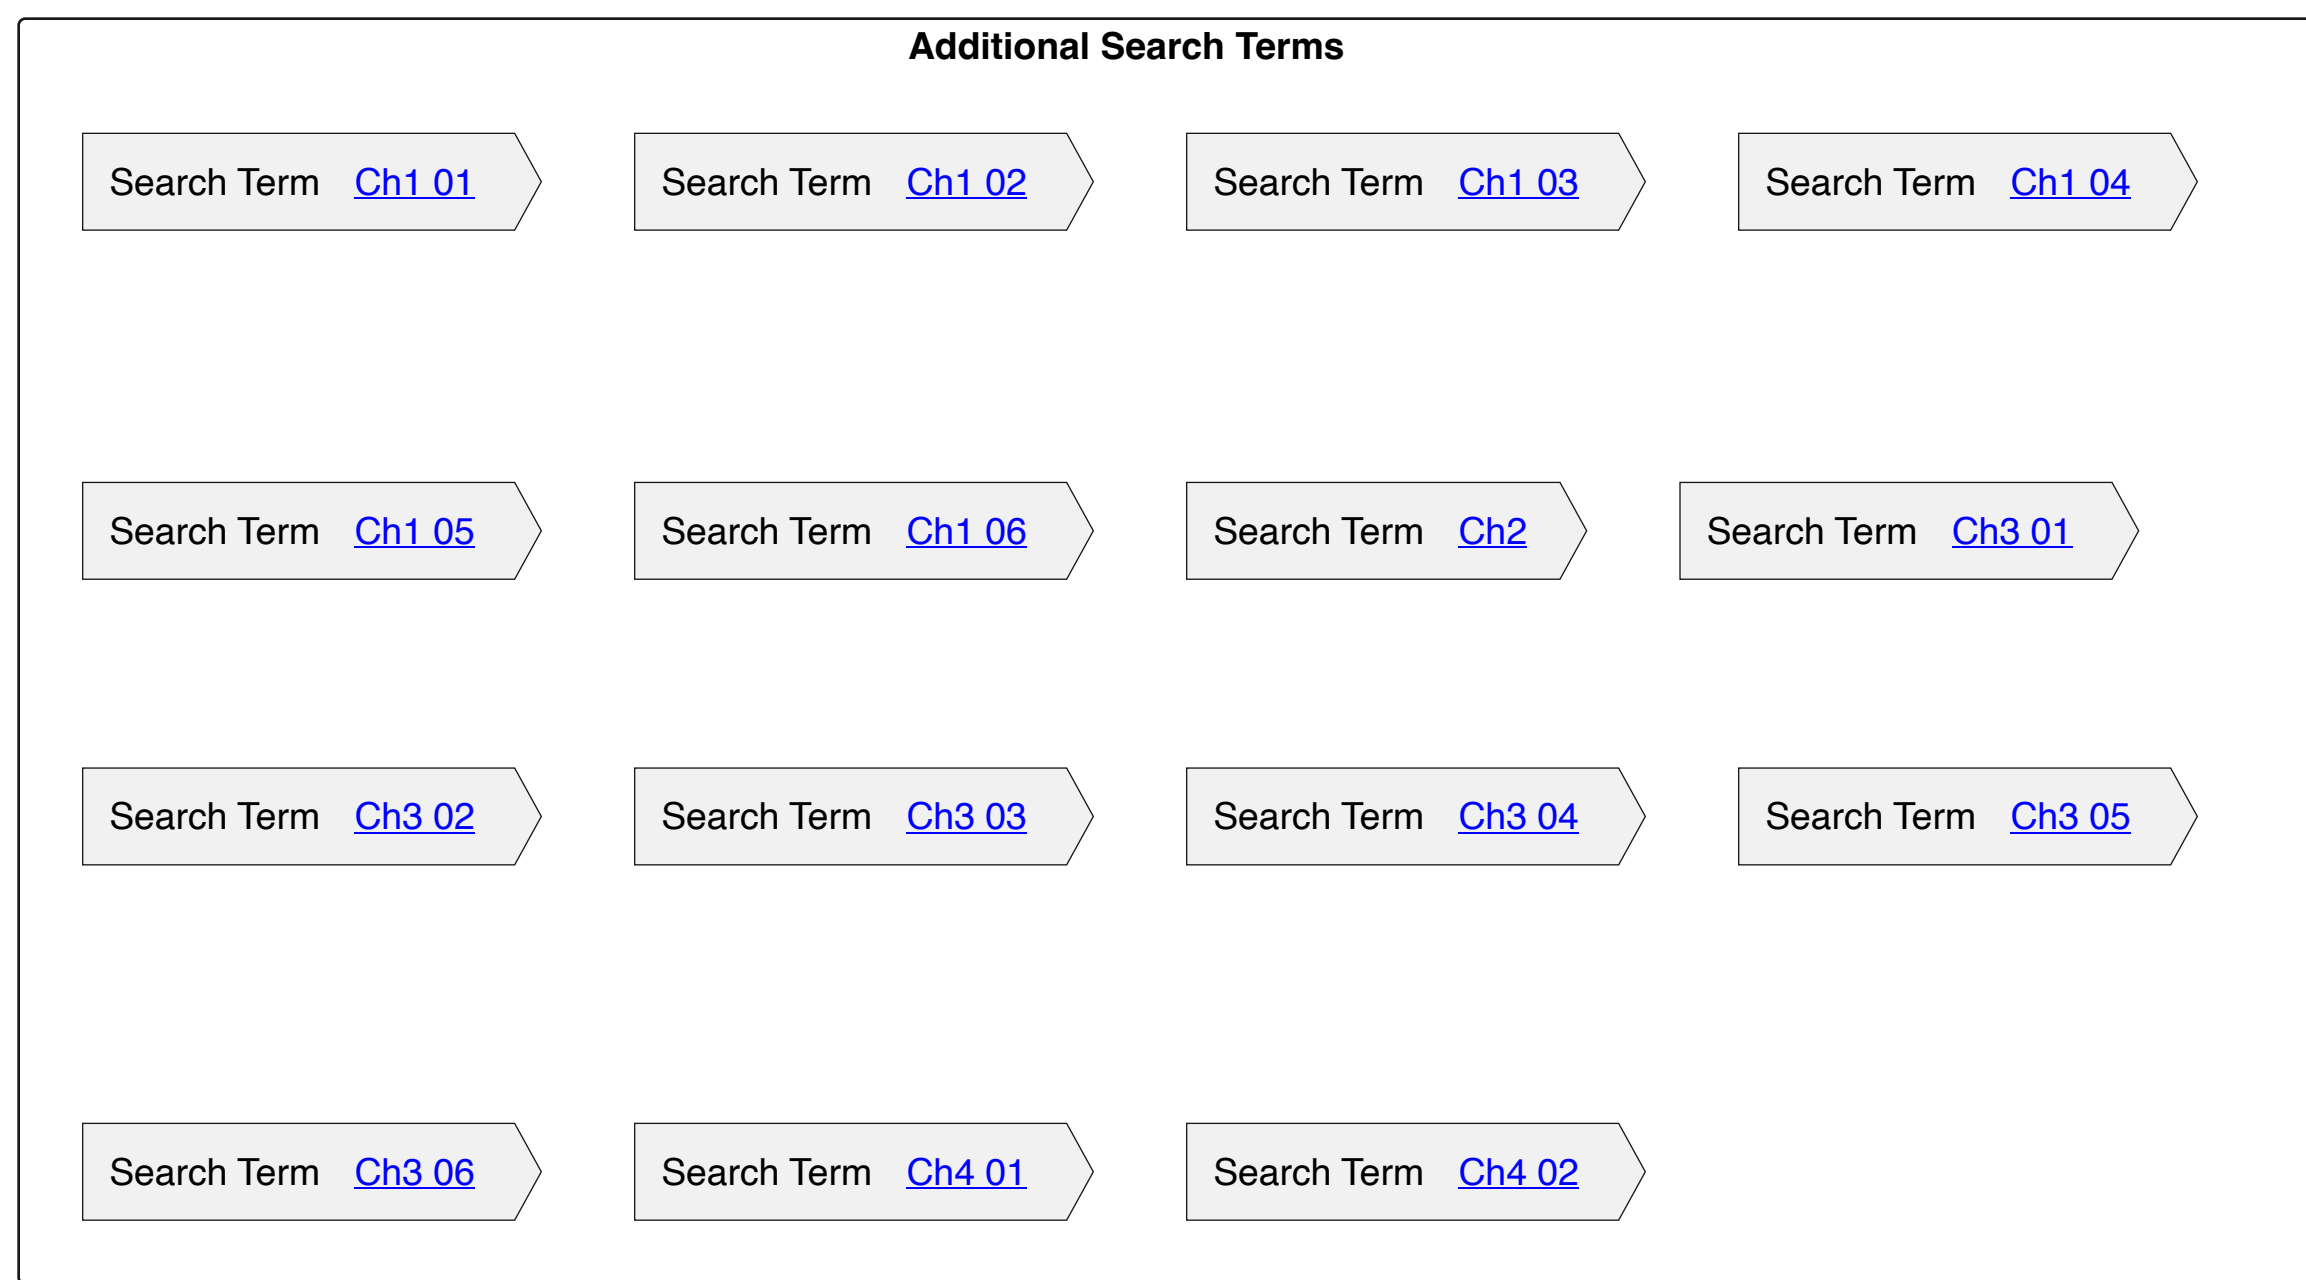 Additional Search Terms
Search Term Ch1 01
Search Term Ch1 02
Search Term Ch1 03
Search Term Ch1 04
Search Term Ch1 05
Search Term Ch1 06
Search Term Ch2
Search Term Ch3 01
Search Term Ch3 02
Search Term Ch3 03
Search Term Ch3 04
Search Term Ch3 05
Search Term Ch3 06
Search Term Ch4 01
Search Term Ch4 02